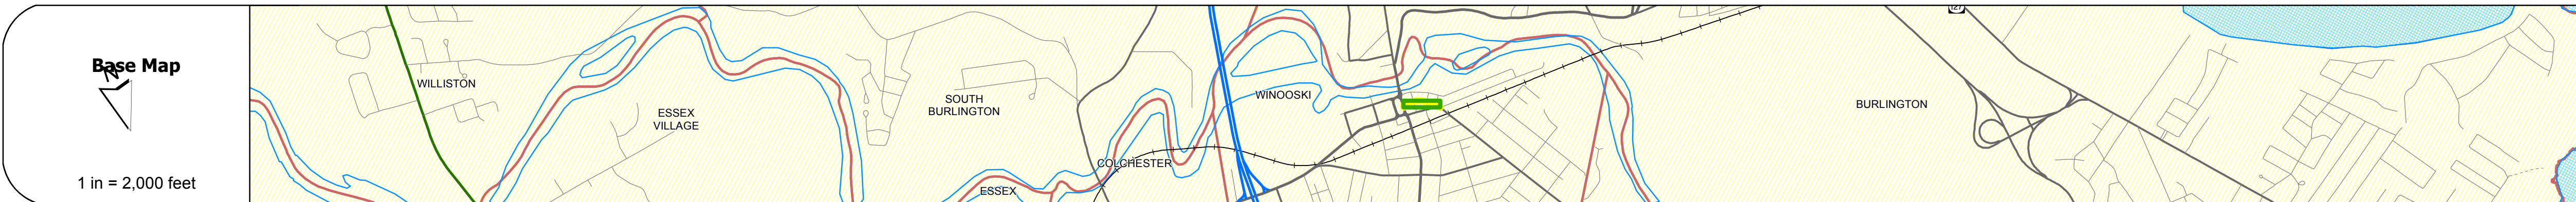 Base Map
N
1 in = 2,000 feet
WILLISTON
ESSEX
VILLAGE
SOUTH
BURLINGTON
COLCHESTER
ESSEX
WINOOSKI
BURLINGTON